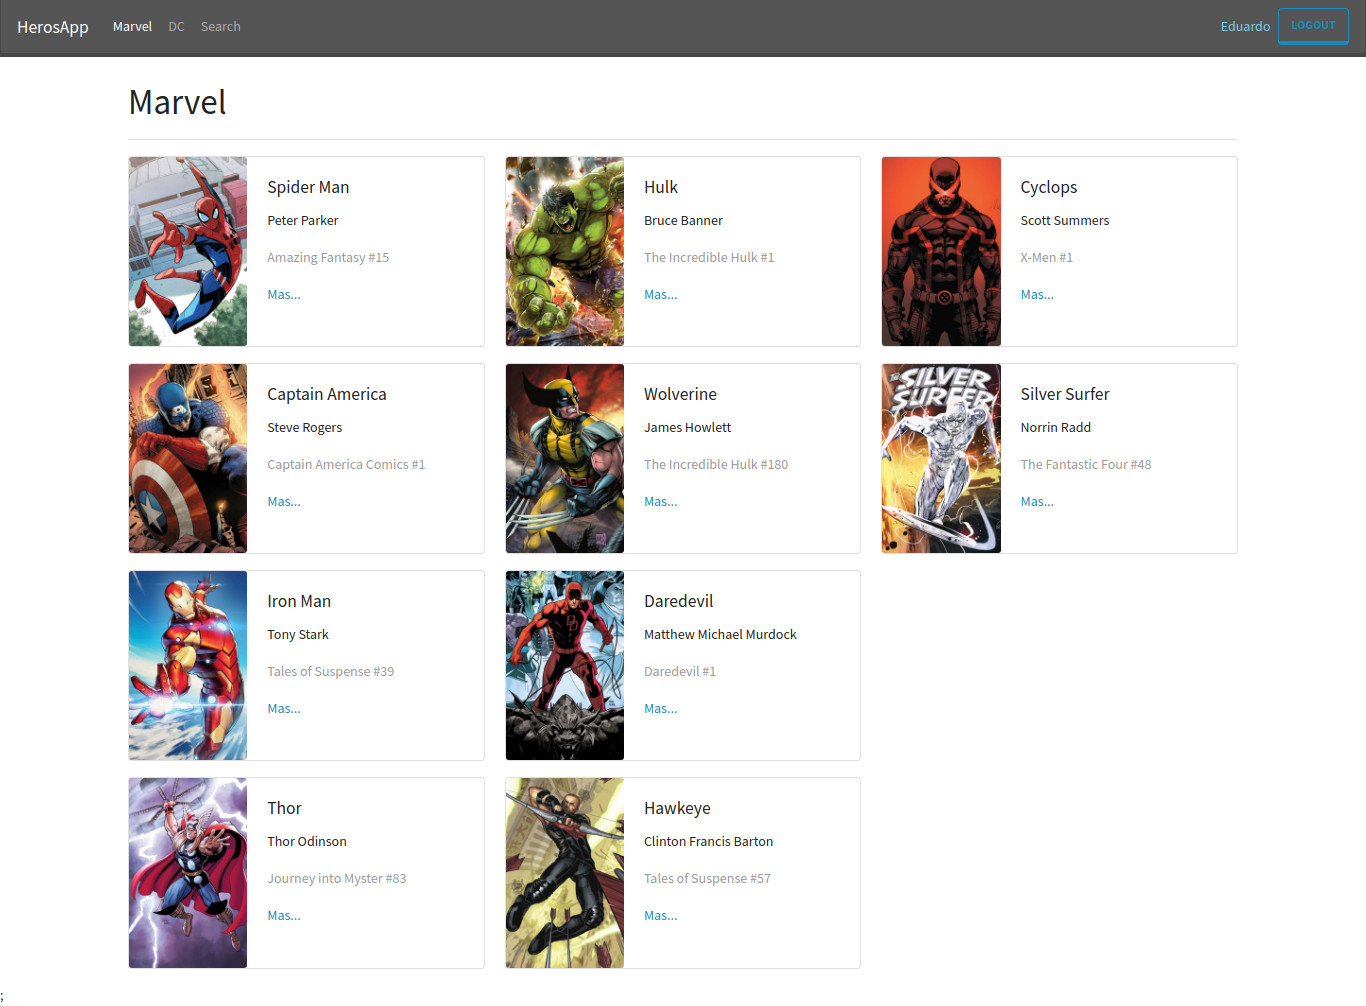 HerosApp Marvel DC Search Eduardo LOGOUT
Marvel
Spider Man
Peter Parker
Amazing Fantasy #15
Mas...
Hulk
Bruce Banner
The Incredible Hulk #1
Mas...
Cyclops
Scott Summers
X-Men #1
Mas...
Captain America
Steve Rogers
Captain America Comics #1
Mas...
Wolverine
James Howlett
The Incredible Hulk #180
Mas...
THE
SILVER
SURFER
Silver Surfer
Norrin Radd
The Fantastic Four #48
Mas...
Iron Man
Tony Stark
Tales of Suspense #39
Mas...
DD
Daredevil
Matthew Michael Murdock
Daredevil #1
Mas...
Thor
Thor Odinson
Journey into Myster #83
Mas...
Hawkeye
Clinton Francis Barton
Tales of Suspense #57
Mas...
;